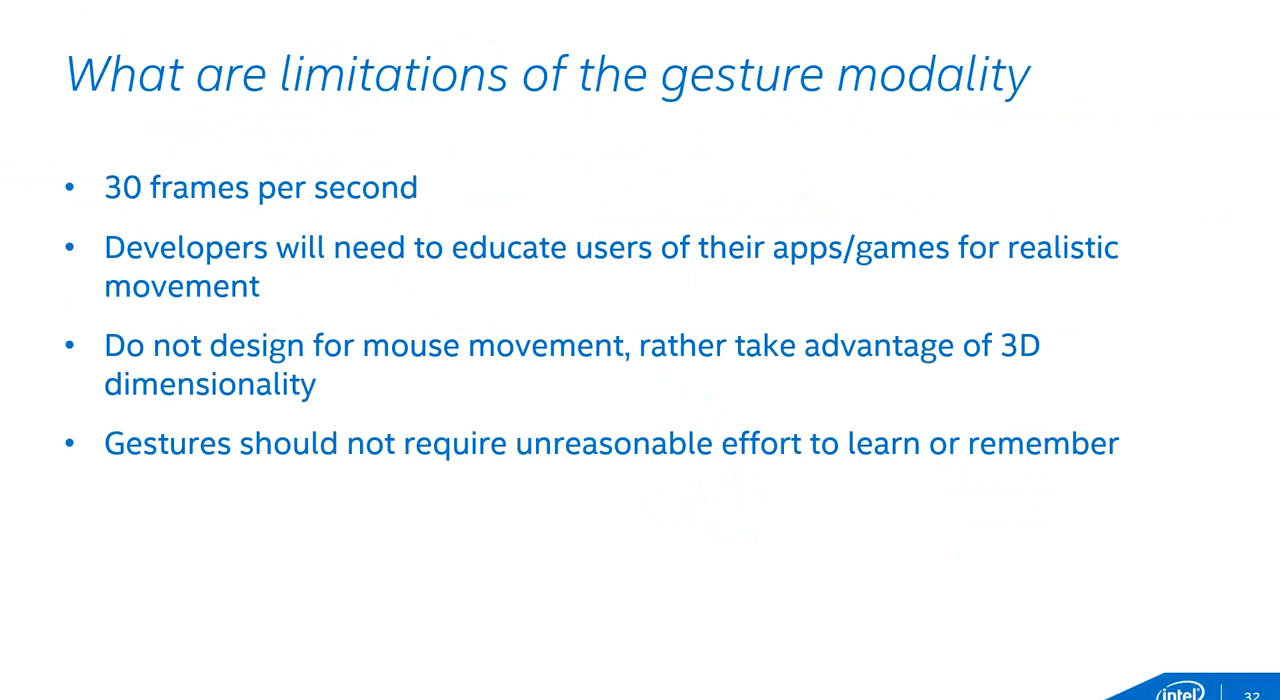 What are limitations of the gesture modality
• 30 frames per second
• Developers will need to educate users of their apps/games for realistic
movement
• Do not design for mouse movement, rather take advantage of 3D
dimensionality
• Gestures should not require unreasonable effort to learn or remember
intel 32